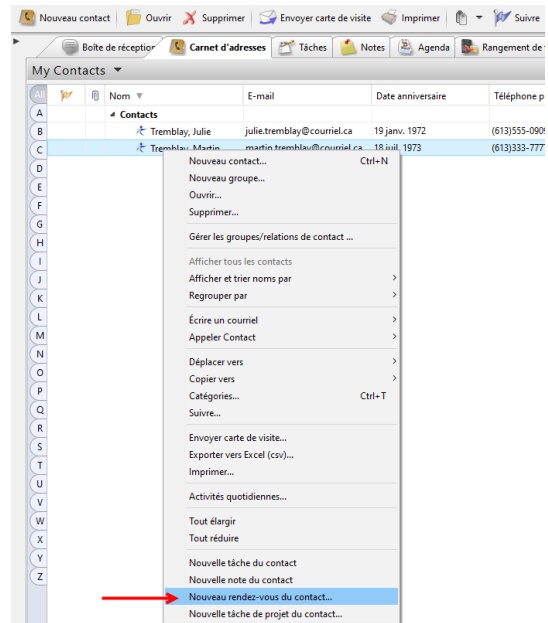 Nouveau contact Ouvrir Supprimer Envoyer carte de visite Imprimer Suivre
Boîte de réception Carnet d'adresses Tâches Notes Agenda Rangement de
My Contacts
All Nom E-mail Date anniversaire Téléphone p
A Contacts
B Tremblay, Julie julie.tremblay@courriel.ca 19 janv. 1972 (613)555-090
C Tremblay, Martin martin.tremblay@courriel.ca 18 juil. 1973 (613)333-777
Nouveau contact... Ctrl+N
D Nouveau groupe...
E Ouvrir...
F Supprimer...
G
H Gérer les groupes/relations de contact ...
I Afficher tous les contacts
J Afficher et trier noms par
K Regrouper par
L Écrire un courriel
M Appeler Contact
N Déplacer vers
O Copier vers
P Catégories... Ctrl+T
Q Suivre...
R
S Envoyer carte de visite...
Exporter vers Excel (csv)...
T Imprimer...
U
V Activités quotidiennes...
W Tout élargir
X Tout réduire
Y Nouvelle tâche du contact
Z Nouvelle note du contact
Nouveau rendez-vous du contact...
Nouvelle tâche de projet du contact...